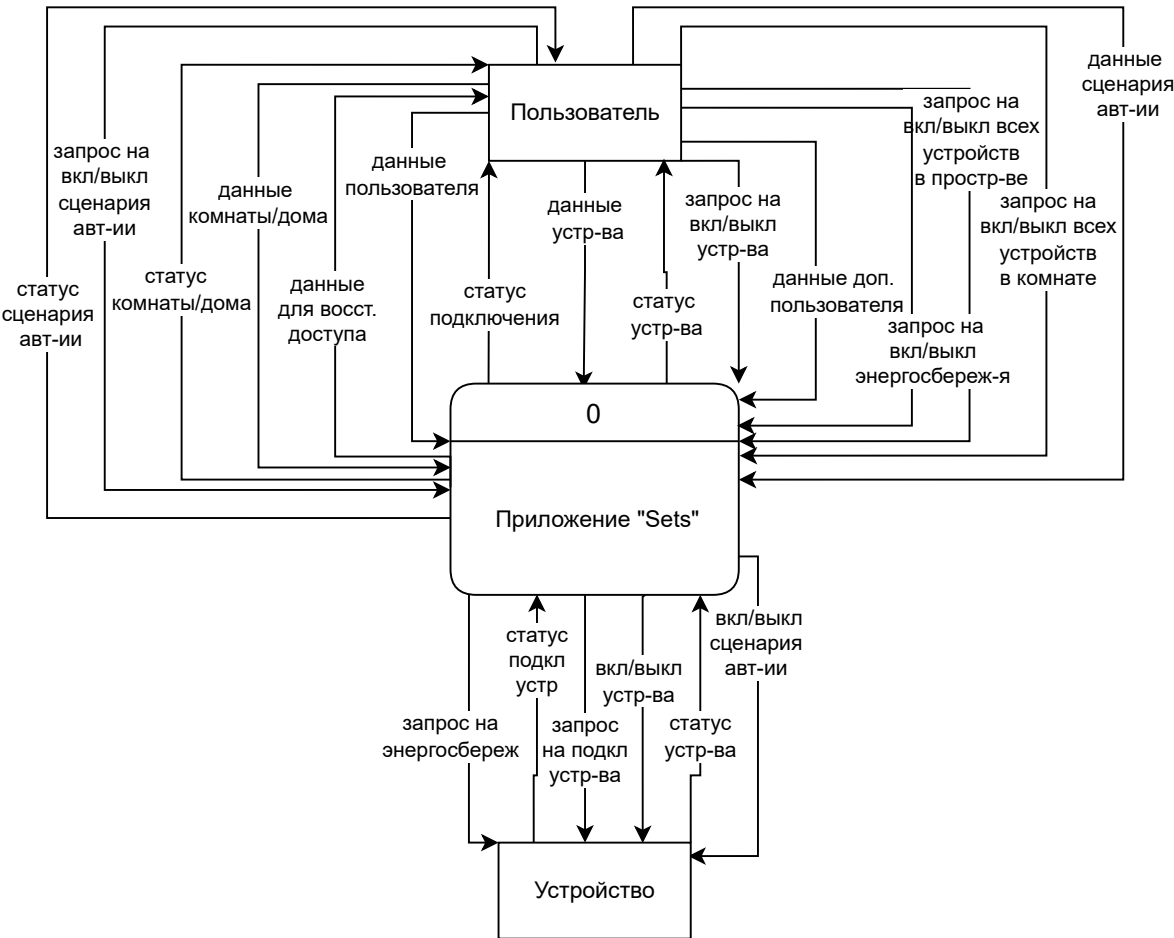 Пользователь
данные
сценария
авт-ии
запрос на
вкл/выкл всех
устройств
в простр-ве
запрос на
вкл/выкл
сценария
авт-ии
данные
пользователя
данные
комнаты/дома
данные
устр-ва
запрос на
вкл/выкл
устр-ва
запрос на
вкл/выкл всех
устройств
в комнате
статус
сценария
авт-ии
статус
комнаты/дома
данные
для восст.
доступа
статус
подключения
статус
устр-ва
данные доп.
пользователя
запрос на
вкл/выкл
энергосбереж-я
0
Приложение "Sets"
статус
подкл
устр
вкл/выкл
устр-ва
вкл/выкл
сценария
авт-ии
запрос на
энергосбереж
запрос
на подкл
устр-ва
статус
устр-ва
Устройство